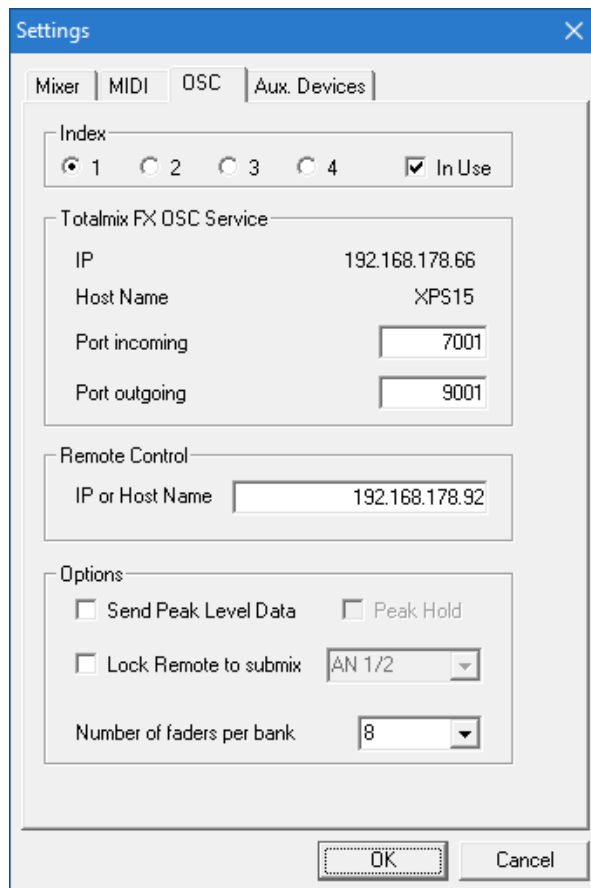 Settings
Mixer MIDI OSC Aux. Devices
Index
1 2 3 4 In Use
Totalmix FX OSC Service
IP 192.168.178.66
Host Name XPS15
Port incoming 7001
Port outgoing 9001
Remote Control
IP or Host Name 192.168.178.92
Options
Send Peak Level Data Peak Hold
Lock Remote to submix AN 1/2
Number of faders per bank 8
OK Cancel